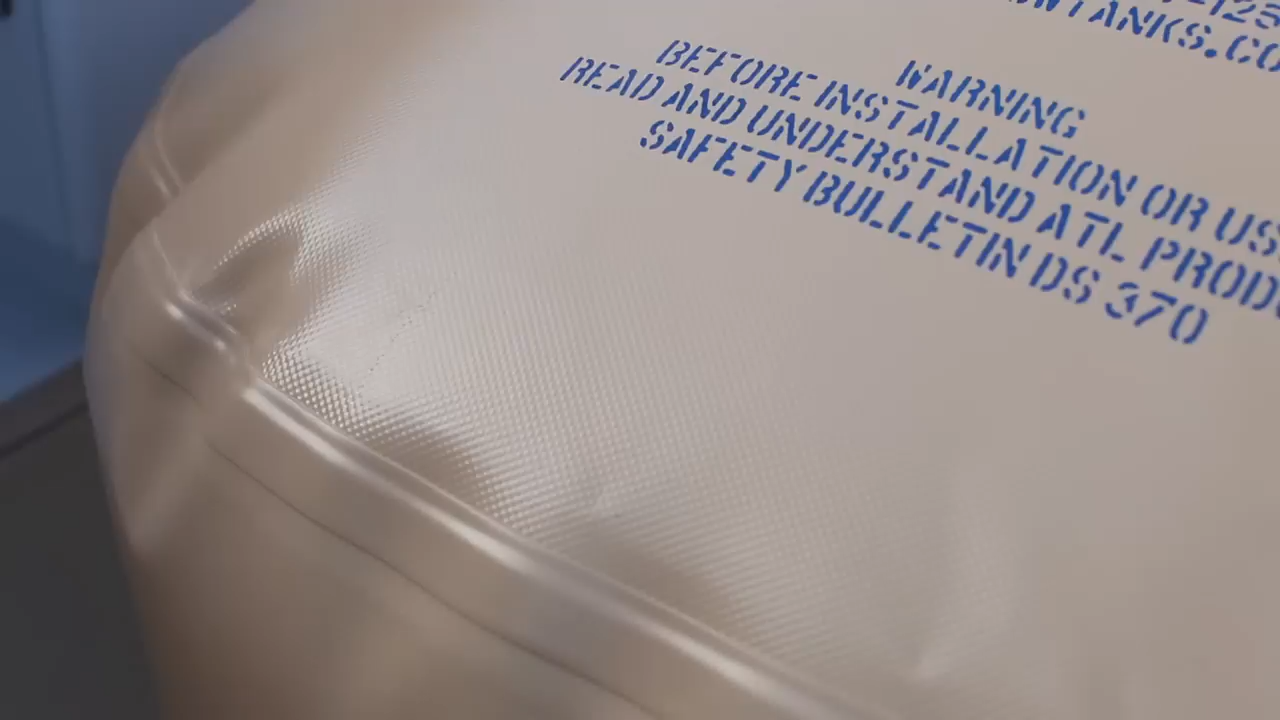 WARNING
BEFORE INSTALLATION OR US
READ AND UNDERSTAND ATL PROD
SAFETY BULLETIN DS 370